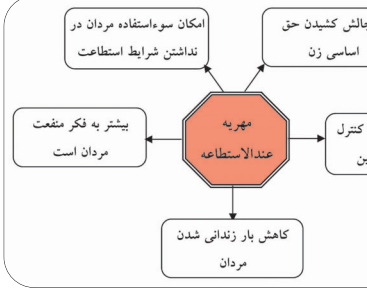 چالش کشیدن حق
اساسی زن
امکان سوءاستفاده مردان در
نداشتن شرایط استطاعت
مهریه
عندالاستطاعه
کنترل
بیشتر به فکر منفعت
مردان است
کاهش بار زندانی شدن
مردان